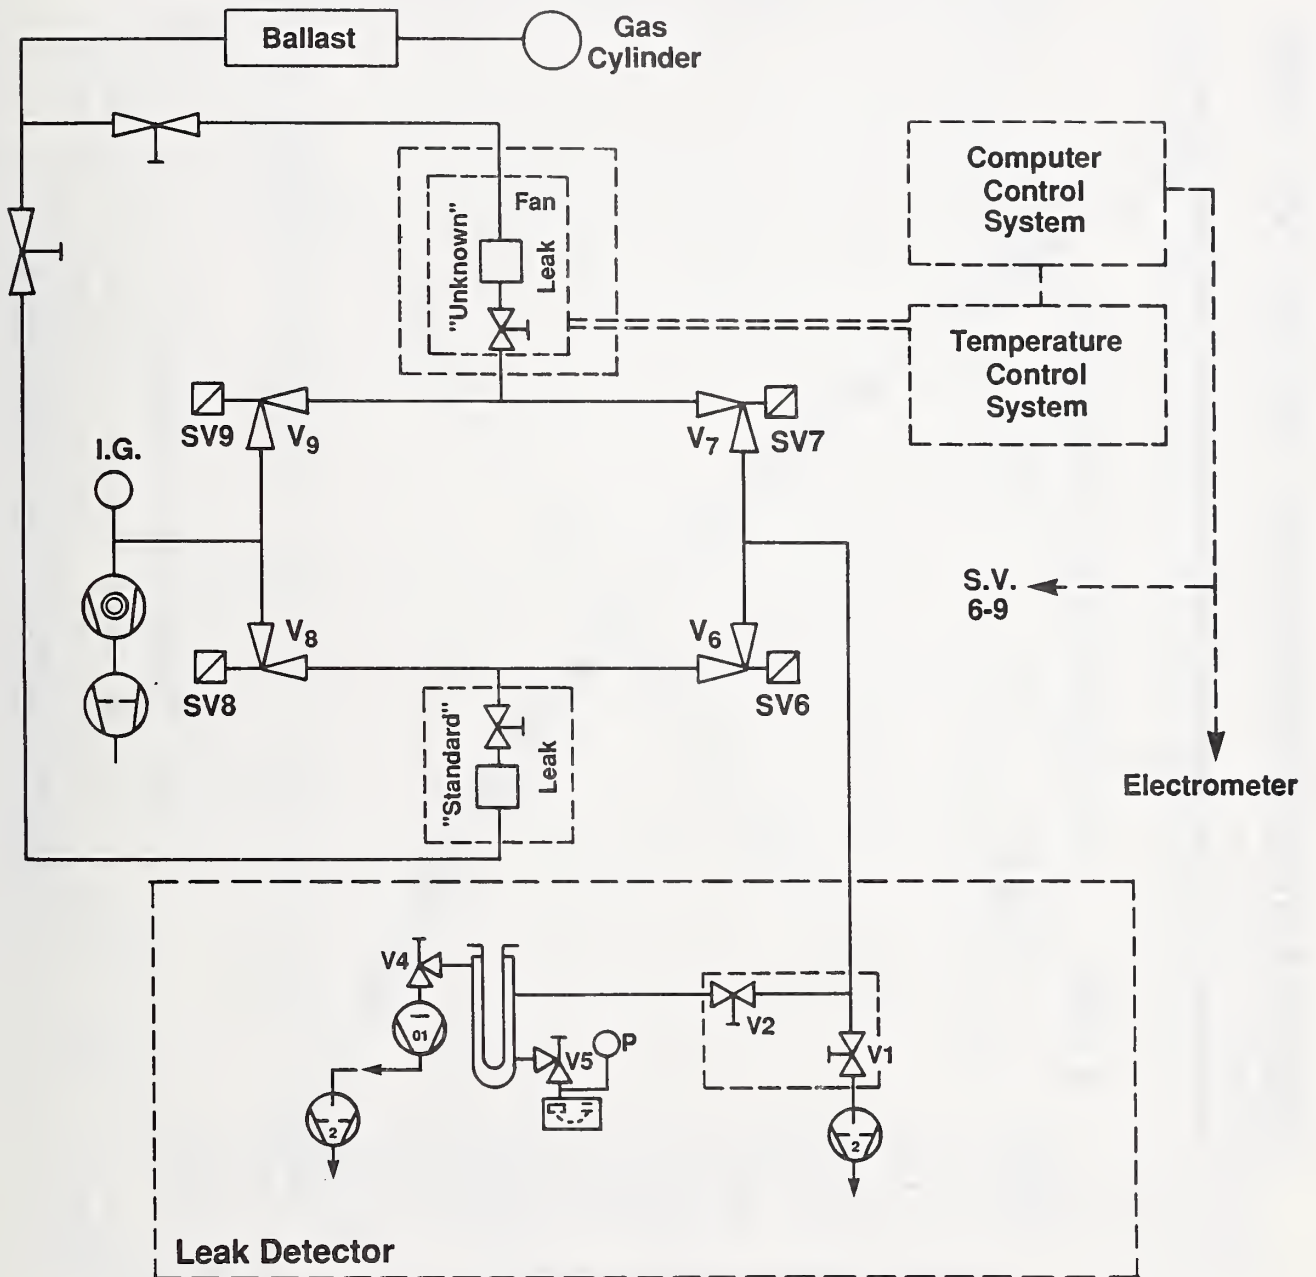 Ballast
Gas
Cylinder
Computer
Control
System
"Unknown"
Fan
Leak
Temperature
Control
System
SV9
V9
V7
SV7
I.G.
S.V.
6-9
V8
V6
SV8
SV6
"Standard"
Leak
Electrometer
V4
01
V5
P
V2
V1
2
2
Leak Detector